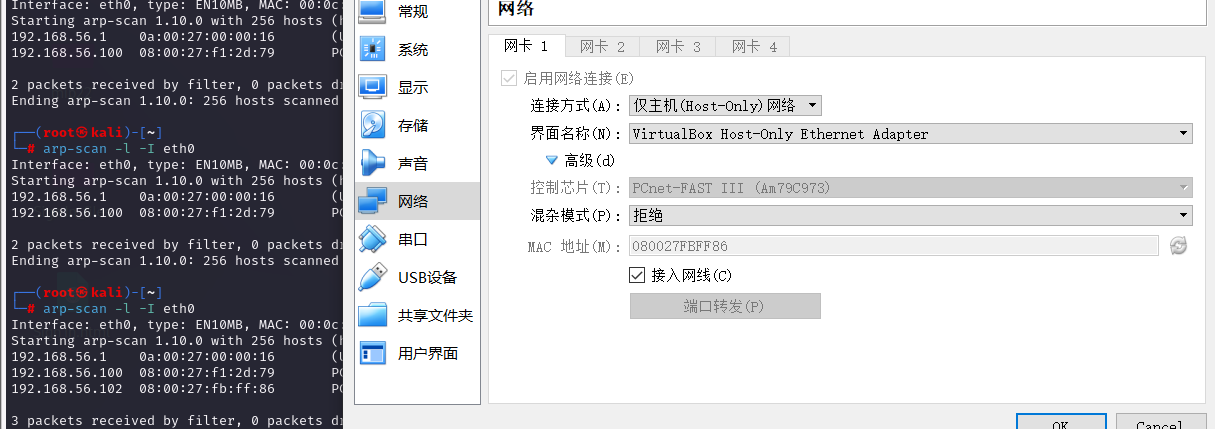 Interface: eth0, type: EN10MB, MAC: 00:0c:
Starting arp-scan 1.10.0 with 256 hosts (h
192.168.56.1    0a:00:27:00:00:16       (U
192.168.56.100  08:00:27:f1:2d:79       PC
2 packets received by filter, 0 packets dr
Ending arp-scan 1.10.0: 256 hosts scanned
┌──(root㉿kali)-[~]
└─# arp-scan -l -I eth0
Interface: eth0, type: EN10MB, MAC: 00:0c:
Starting arp-scan 1.10.0 with 256 hosts (h
192.168.56.1    0a:00:27:00:00:16       (U
192.168.56.100  08:00:27:f1:2d:79       PC
2 packets received by filter, 0 packets dr
Ending arp-scan 1.10.0: 256 hosts scanned
┌──(root㉿kali)-[~]
└─# arp-scan -l -I eth0
Interface: eth0, type: EN10MB, MAC: 00:0c:
Starting arp-scan 1.10.0 with 256 hosts (h
192.168.56.1    0a:00:27:00:00:16       (U
192.168.56.100  08:00:27:f1:2d:79       PC
192.168.56.102  08:00:27:fb:ff:86       PC
3 packets received by filter, 0 packets dr
常规
系统
显示
存储
声音
网络
串口
USB设备
共享文件夹
用户界面
网络
网卡 1 网卡 2 网卡 3 网卡 4
启用网络连接(E)
连接方式(A): 仅主机(Host-Only)网络
界面名称(N): VirtualBox Host-Only Ethernet Adapter
高级(d)
控制芯片(T): PCnet-FAST III (Am79C973)
混杂模式(P): 拒绝
MAC 地址(M): 080027FBFF86
接入网线(C)
端口转发(P)
OK Cancel